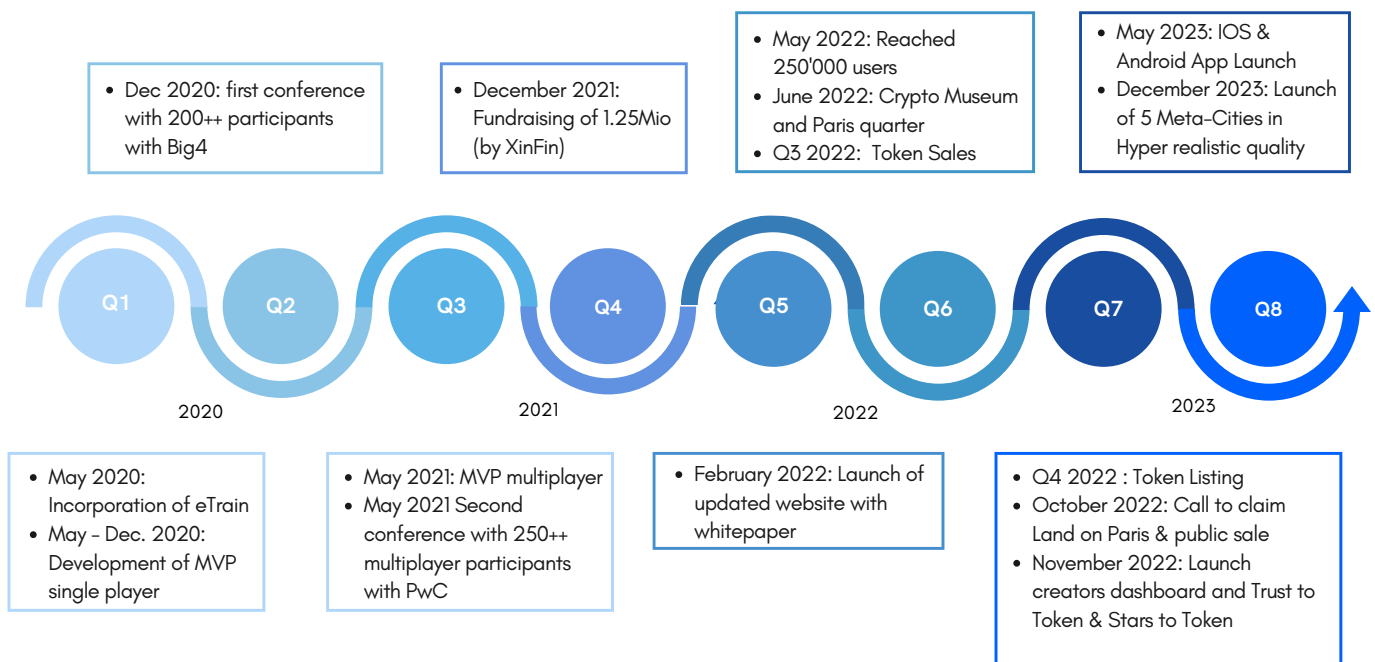 • Dec 2020: first conference
with 200++ participants
with Big4
• December 2021:
Fundraising of 1.25Mio
(by XinFin)
• May 2022: Reached
250'000 users
• June 2022: Crypto Museum
and Paris quarter
• Q3 2022: Token Sales
• May 2023: IOS &
Android App Launch
• December 2023: Launch
of 5 Meta-Cities in
Hyper realistic quality
Q1
Q2
Q3
Q4
Q5
Q6
Q7
Q8
2020
2021
2022
2023
• May 2020:
Incorporation of eTrain
• May - Dec. 2020:
Development of MVP
single player
• May 2021: MVP multiplayer
• May 2021 Second
conference with 250++
multiplayer participants
with PwC
• February 2022: Launch of
updated website with
whitepaper
• Q4 2022 : Token Listing
• October 2022: Call to claim
Land on Paris & public sale
• November 2022: Launch
creators dashboard and Trust to
Token & Stars to Token